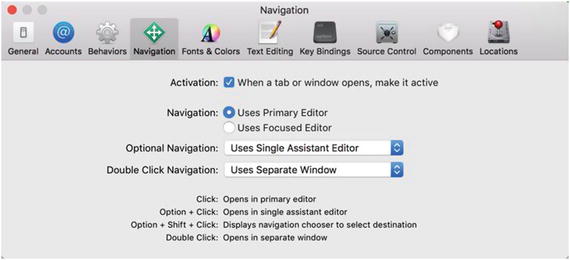 Navigation
General Accounts Behaviors Navigation Fonts & Colors Text Editing Key Bindings Source Control Components Locations
Activation: When a tab or window opens, make it active
Navigation: Uses Primary Editor
Uses Focused Editor
Optional Navigation: Uses Single Assistant Editor
Double Click Navigation: Uses Separate Window
Click: Opens in primary editor
Option + Click: Opens in single assistant editor
Option + Shift + Click: Displays navigation chooser to select destination
Double Click: Opens in separate window